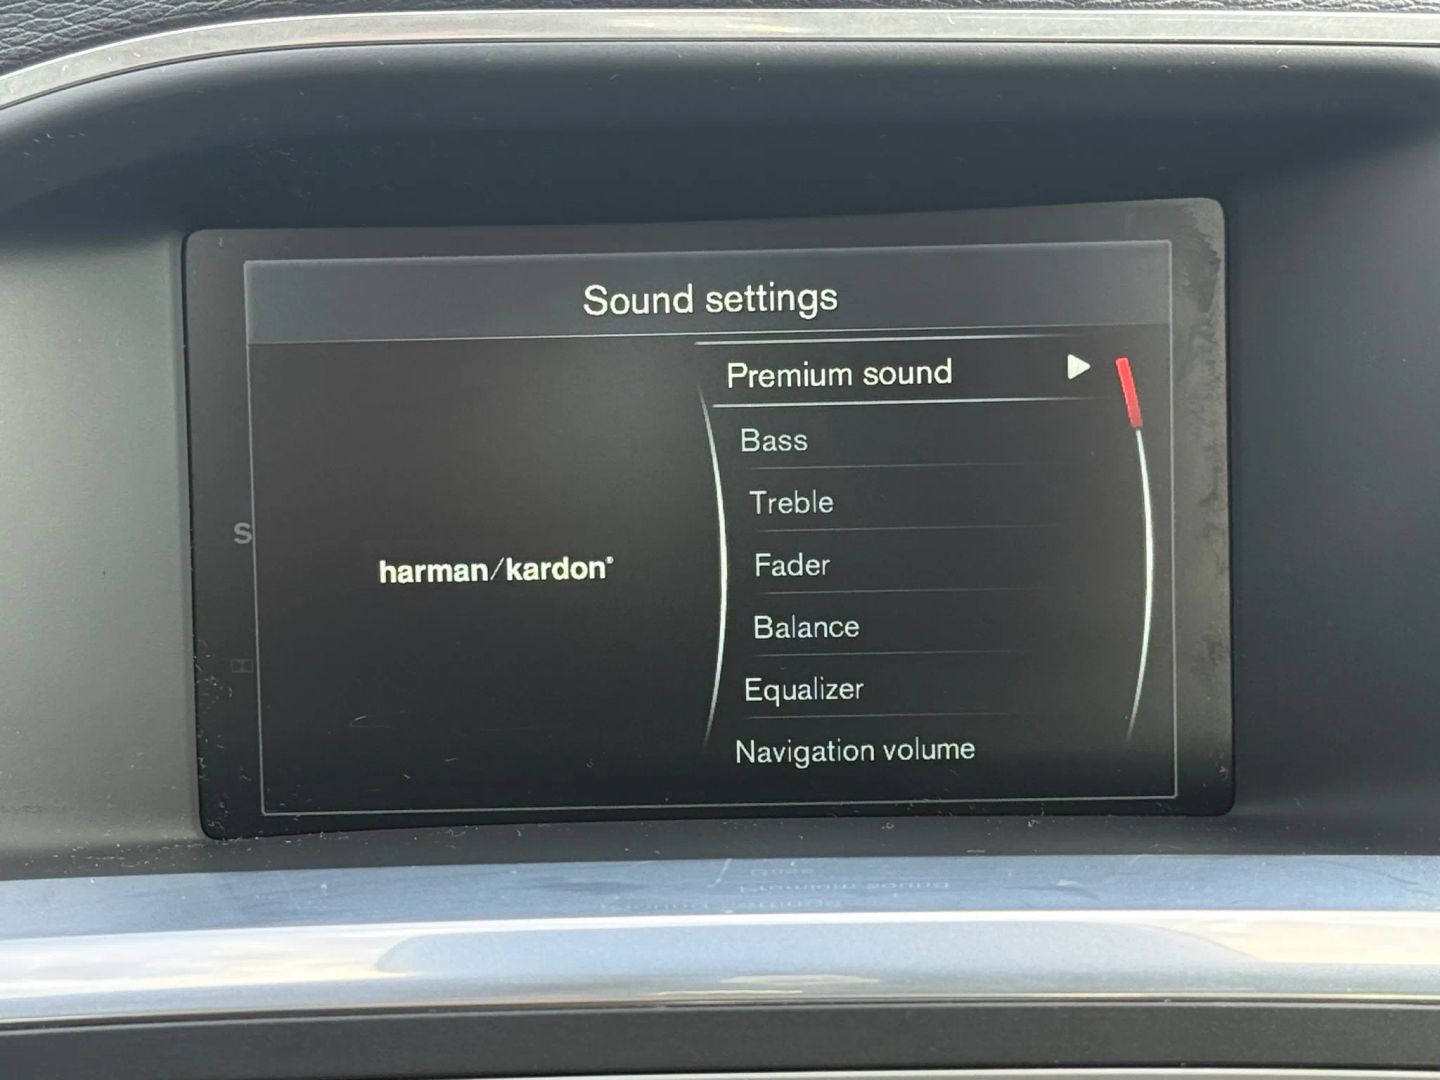 Sound settings
Premium sound
Bass
Treble
Fader
S
harman/kardon®
Balance
Equalizer
Navigation volume